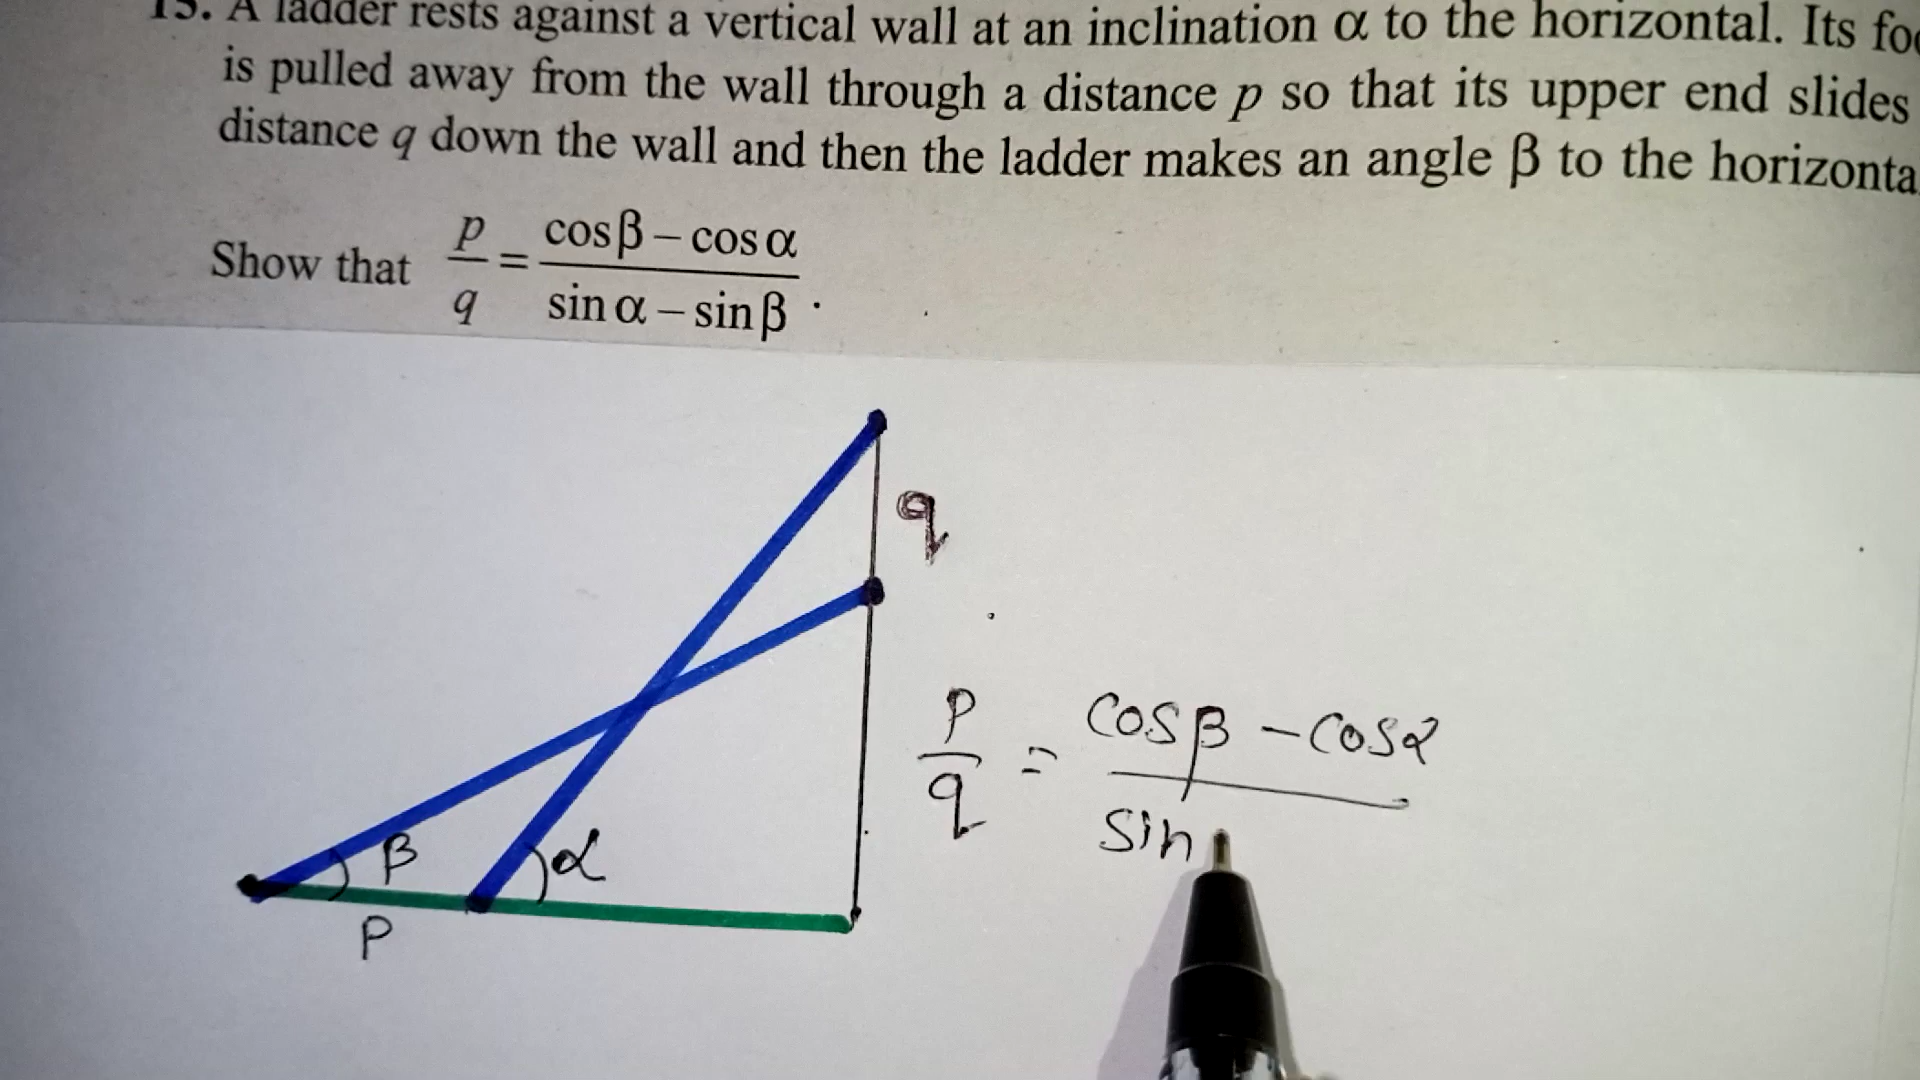 15. A ladder rests against a vertical wall at an inclination α to the horizontal. Its
is pulled away from the wall through a distance p so that its upper end slides
distance q down the wall and then the ladder makes an angle β to the
Show that p/q = cosβ – cosα / sinα – sinβ .
q
p/q = cosβ – cosα / sin
β
α
P